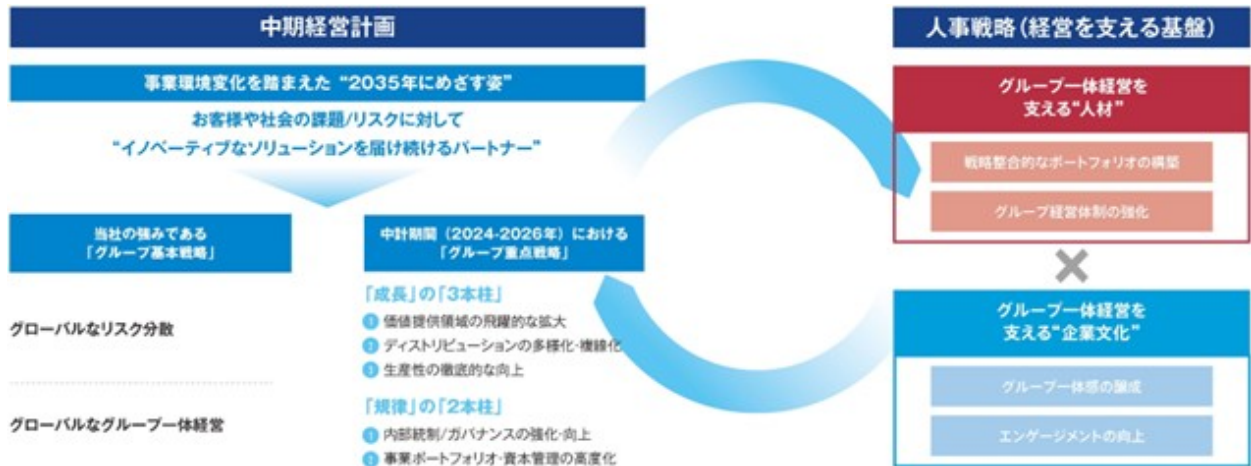 中期経営計画
事業環境変化を踏まえた “2035年にめざす姿”
お客様や社会の課題/リスクに対して
“イノベーティブなソリューションを届け続けるパートナー”
当社の強みである
「グループ基本戦略」
グローバルなリスク分散
グローバルなグループ一体経営
中計期間（2024-2026年）における
「グループ重点戦略」
「成長」の「3本柱」
1 価値提供領域の飛躍的な拡大
2 ディストリビューションの多様化・複線化
3 生産性の徹底的な向上
「規律」の「2本柱」
1 内部統制/ガバナンスの強化・向上
2 事業ポートフォリオ・資本管理の高度化
人事戦略（経営を支える基盤）
グループ一体経営を
支える“人材”
戦略整合的なポートフォリオの構築
グループ経営体制の強化
×
グループ一体経営を
支える“企業文化”
グループ一体感の醸成
エンゲージメントの向上